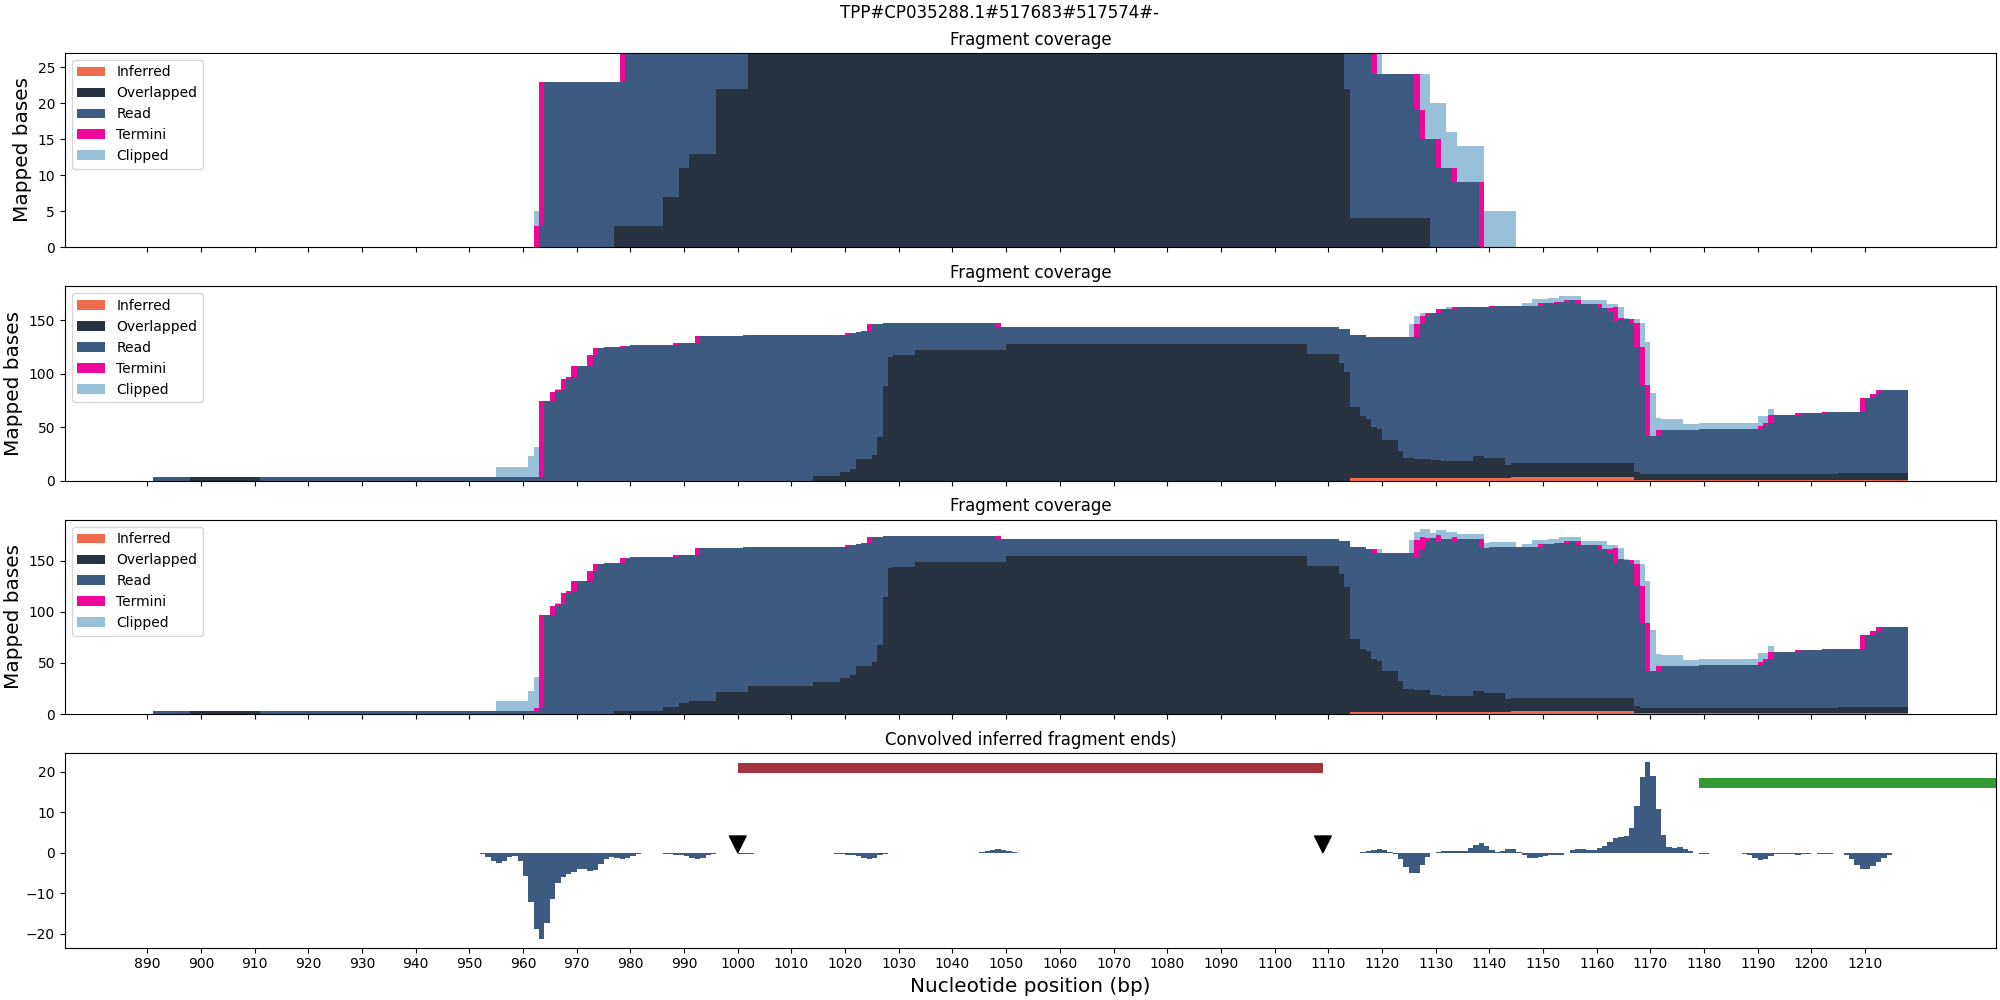 TPP#CP035288.1#517683#517574#-
Fragment coverage
Mapped bases
25
20
15
10
5
0
Inferred
Overlapped
Read
Termini
Clipped
Fragment coverage
Mapped bases
150
100
50
0
Inferred
Overlapped
Read
Termini
Clipped
Fragment coverage
Mapped bases
150
100
50
0
Inferred
Overlapped
Read
Termini
Clipped
Convolved inferred fragment ends)
20
10
0
−10
−20
890 900 910 920 930 940 950 960 970 980 990 1000 1010 1020 1030 1040 1050 1060 1070 1080 1090 1100 1110 1120 1130 1140 1150 1160 1170 1180 1190 1200 1210
Nucleotide position (bp)